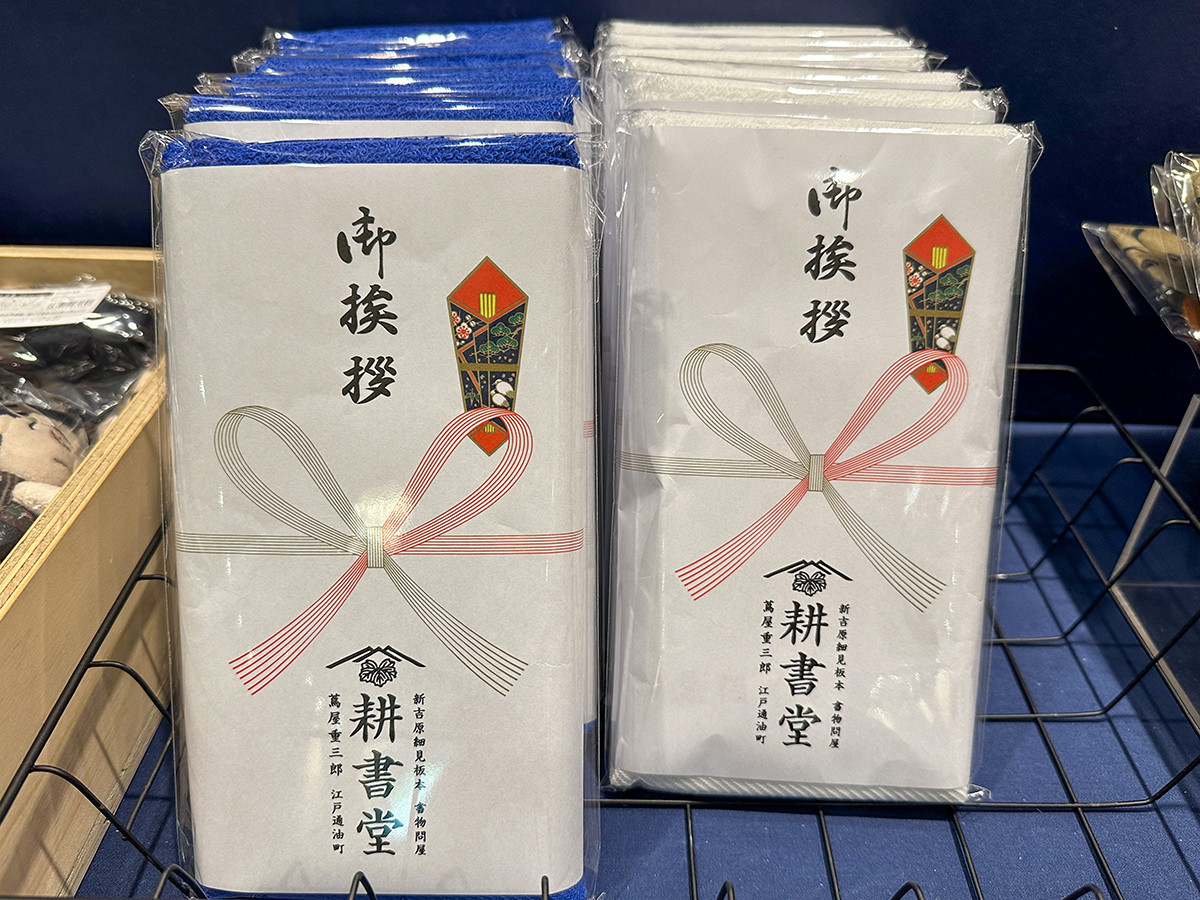 御挨拶
新吉原細見板本 書物問屋
耕書堂
蔦屋重三郎 江戸通油町
御挨拶
新吉原細見板本 書物問屋
耕書堂
蔦屋重三郎 江戸通油町